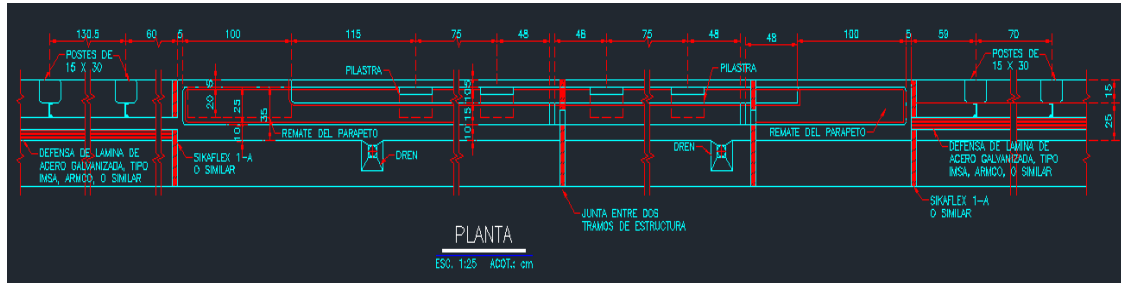 130.5
60
5
100
115
75
48
48
75
48
48
100
5
59
70
POSTES DE
15 X 30
PILASTRA
PILASTRA
POSTES DE
15 X 30
5
20
25
10
35
10 5
15
10
15
25
REMATE DEL PARAPETO
REMATE DEL PARAPETO
DREN
DREN
DEFENSA DE LAMINA DE
ACERO GALVANIZADA, TIPO
IMSA, ARMCO, O SIMILAR
SIKAFLEX 1-A
O SIMILAR
DEFENSA DE LAMINA DE
ACERO GALVANIZADA, TIPO
IMSA, ARMCO, O SIMILAR
SIKAFLEX 1-A
O SIMILAR
JUNTA ENTRE DOS
TRAMOS DE ESTRUCTURA
PLANTA
ESC. 1:25 ACOT.: cm